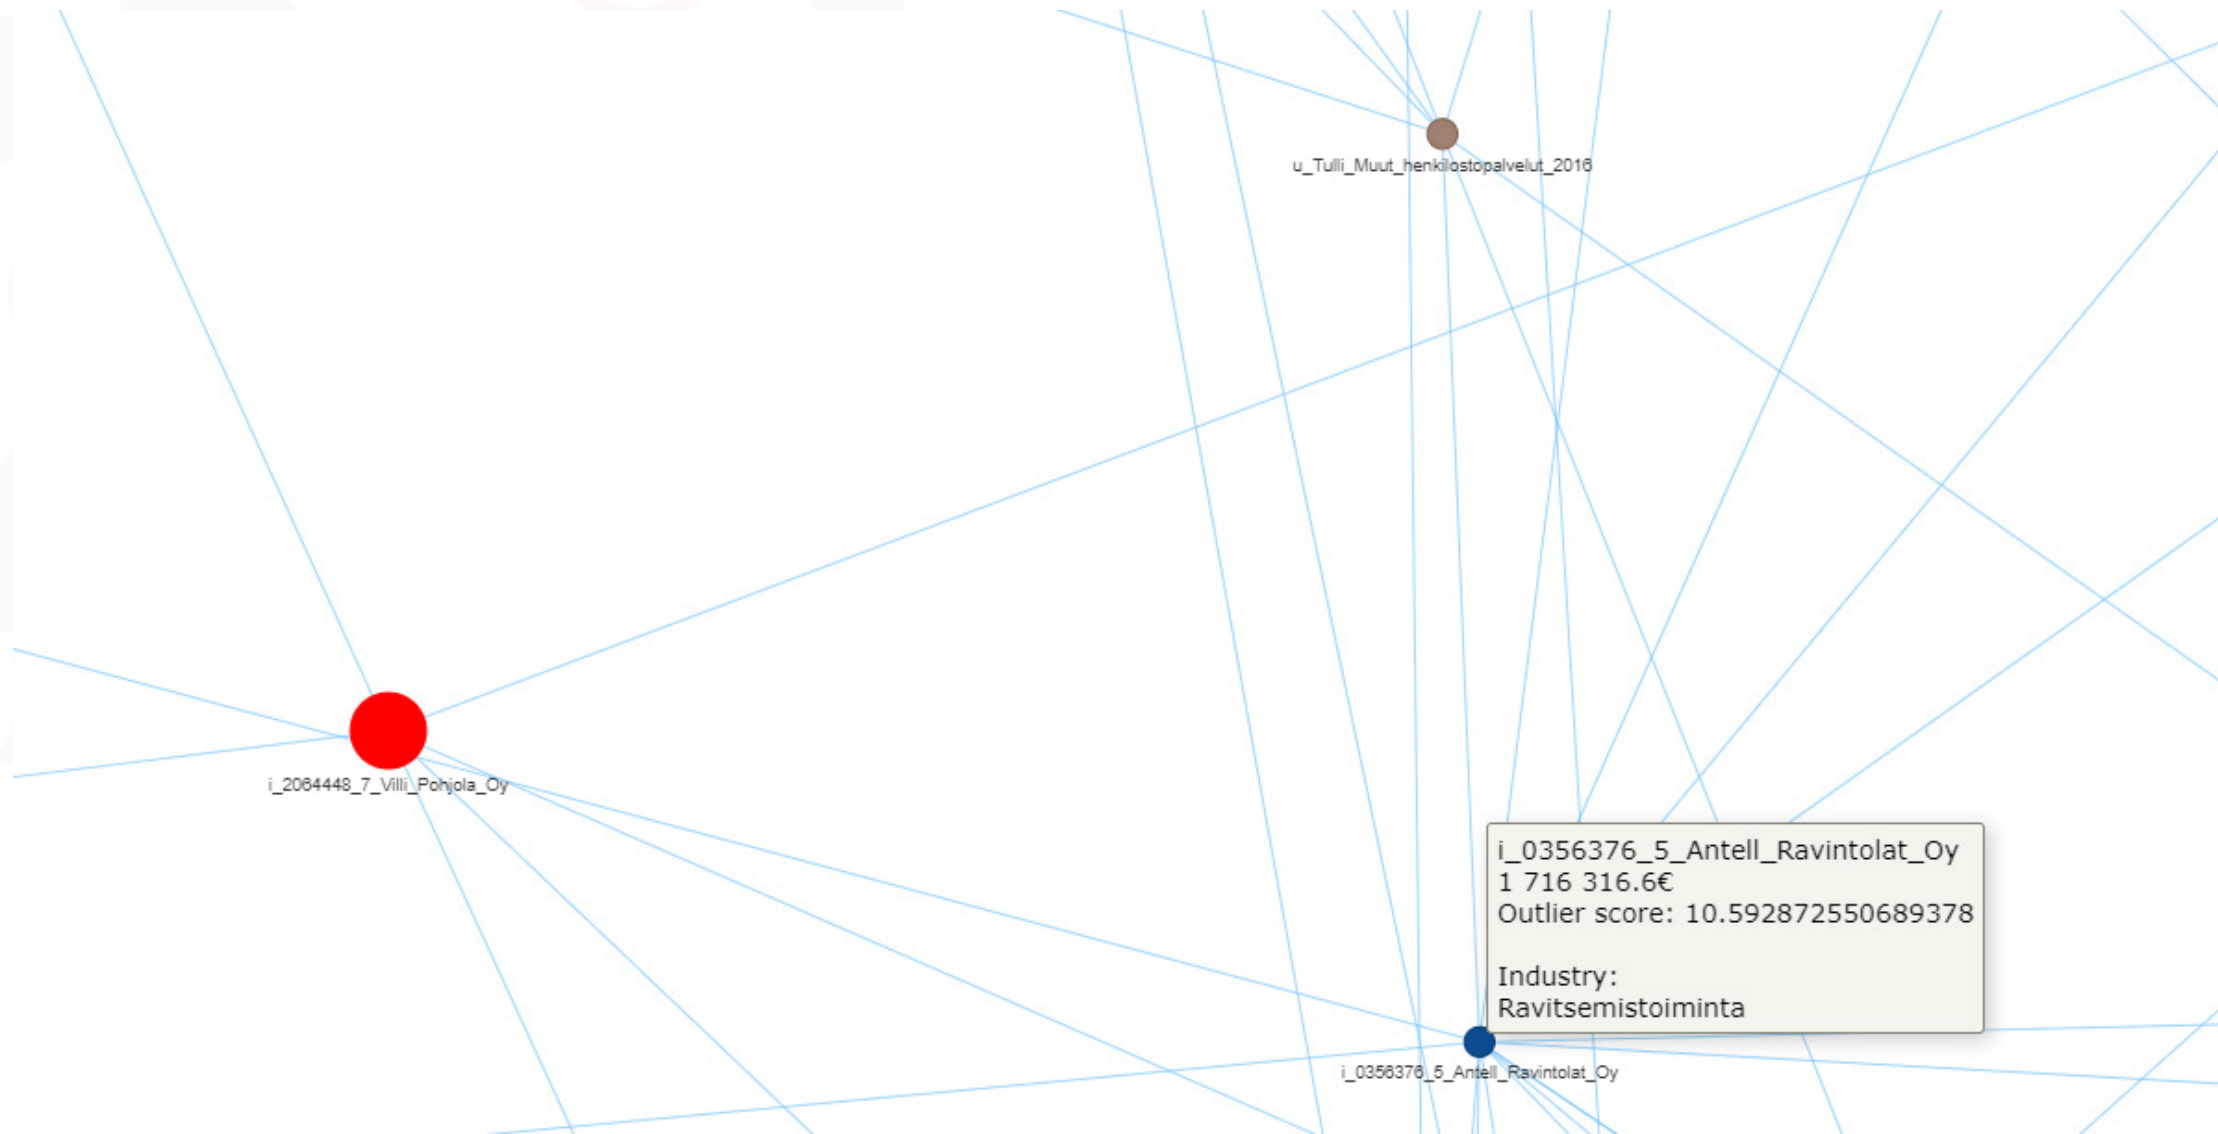 u_Tulli_Muut_henkilostopalvelut_2016
i_2064448_7_Villi_Pohjola_Oy
i_0356376_5_Antell_Ravintolat_Oy
1 716 316.6€
Outlier score: 10.592872550689378
Industry:
Ravitsemistoiminta
i_0356376_5_Antell_Ravintolat_Oy